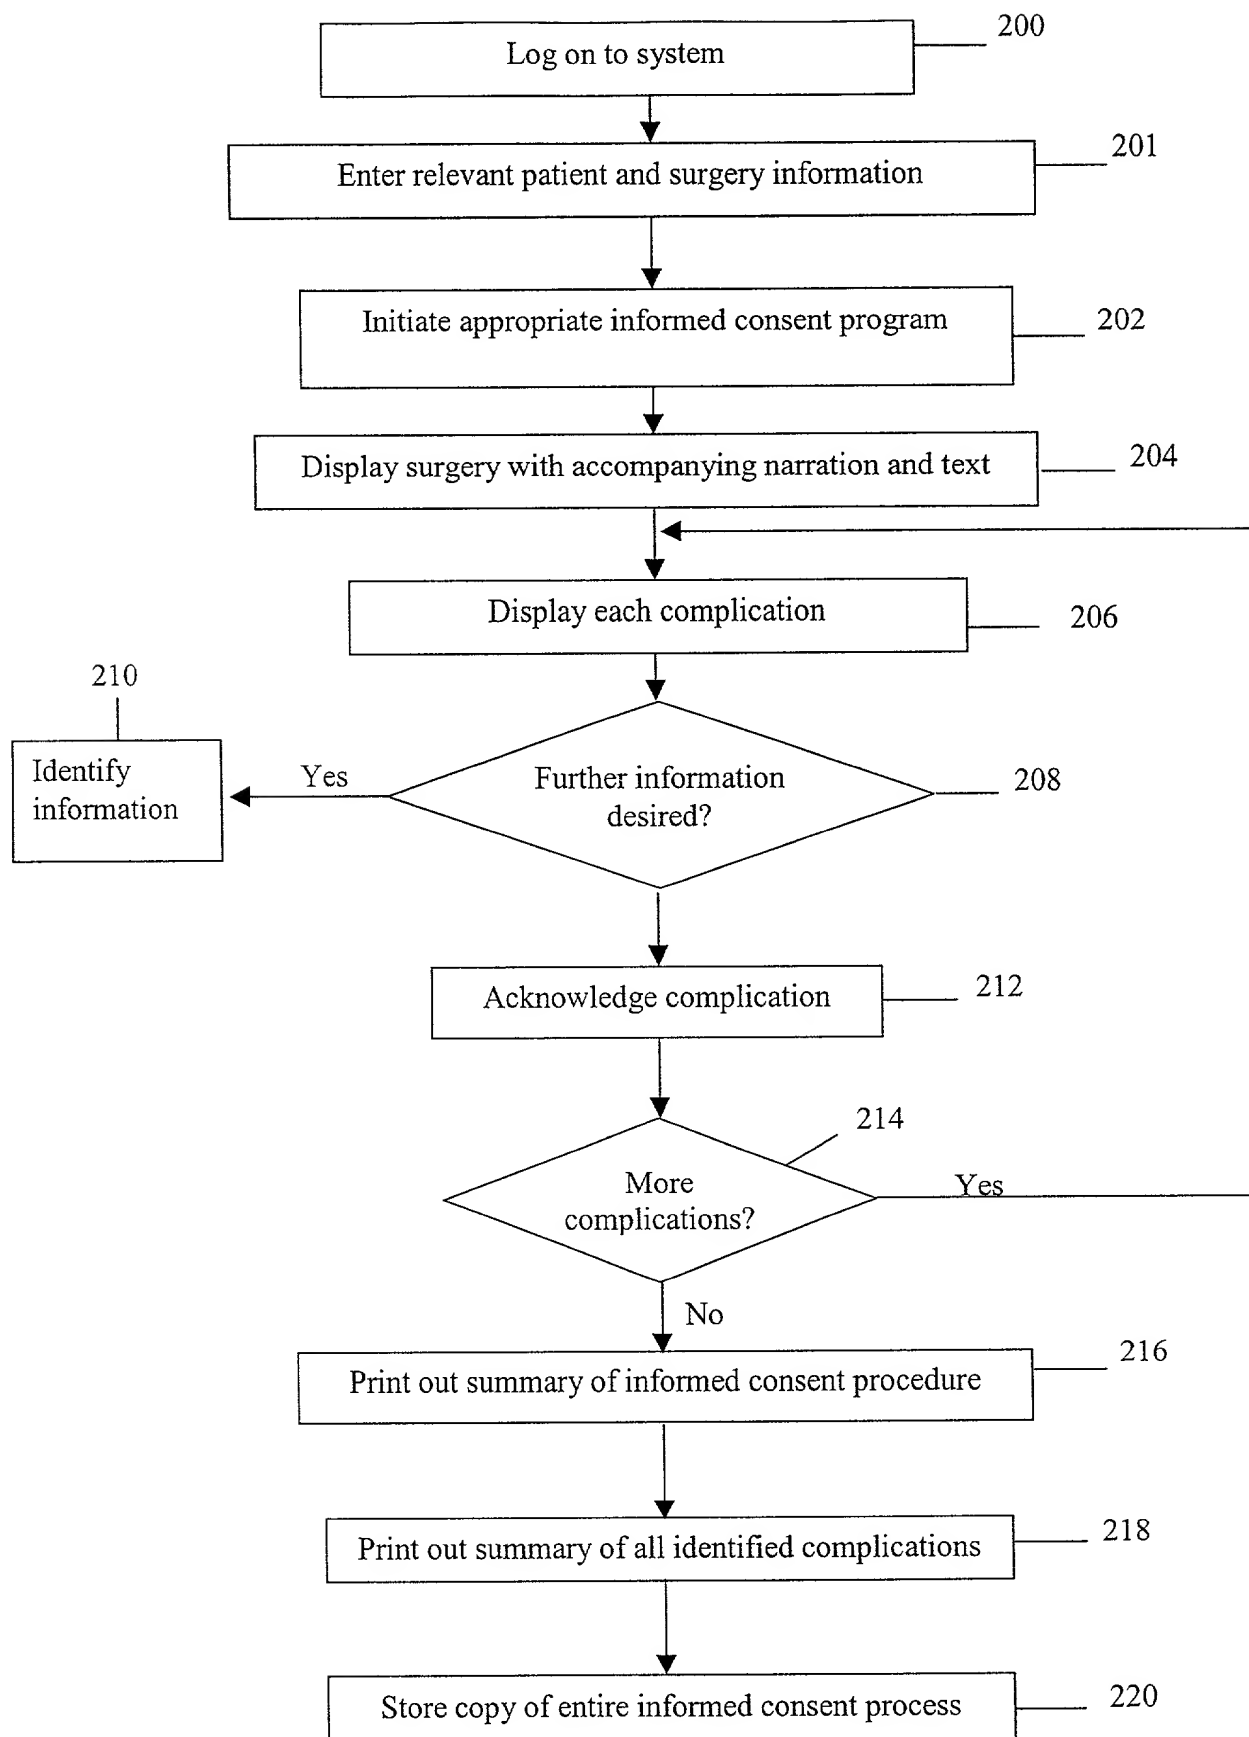 200
Log on to system
201
Enter relevant patient and surgery information
Initiate appropriate informed consent program
202
Display surgery with accompanying narration and text
204
Display each complication
206
210
Identify
information
Yes
Further information
desired?
208
Acknowledge complication
212
214
More
complications?
Yes
No
216
Print out summary of informed consent procedure
218
Print out summary of all identified complications
220
Store copy of entire informed consent process